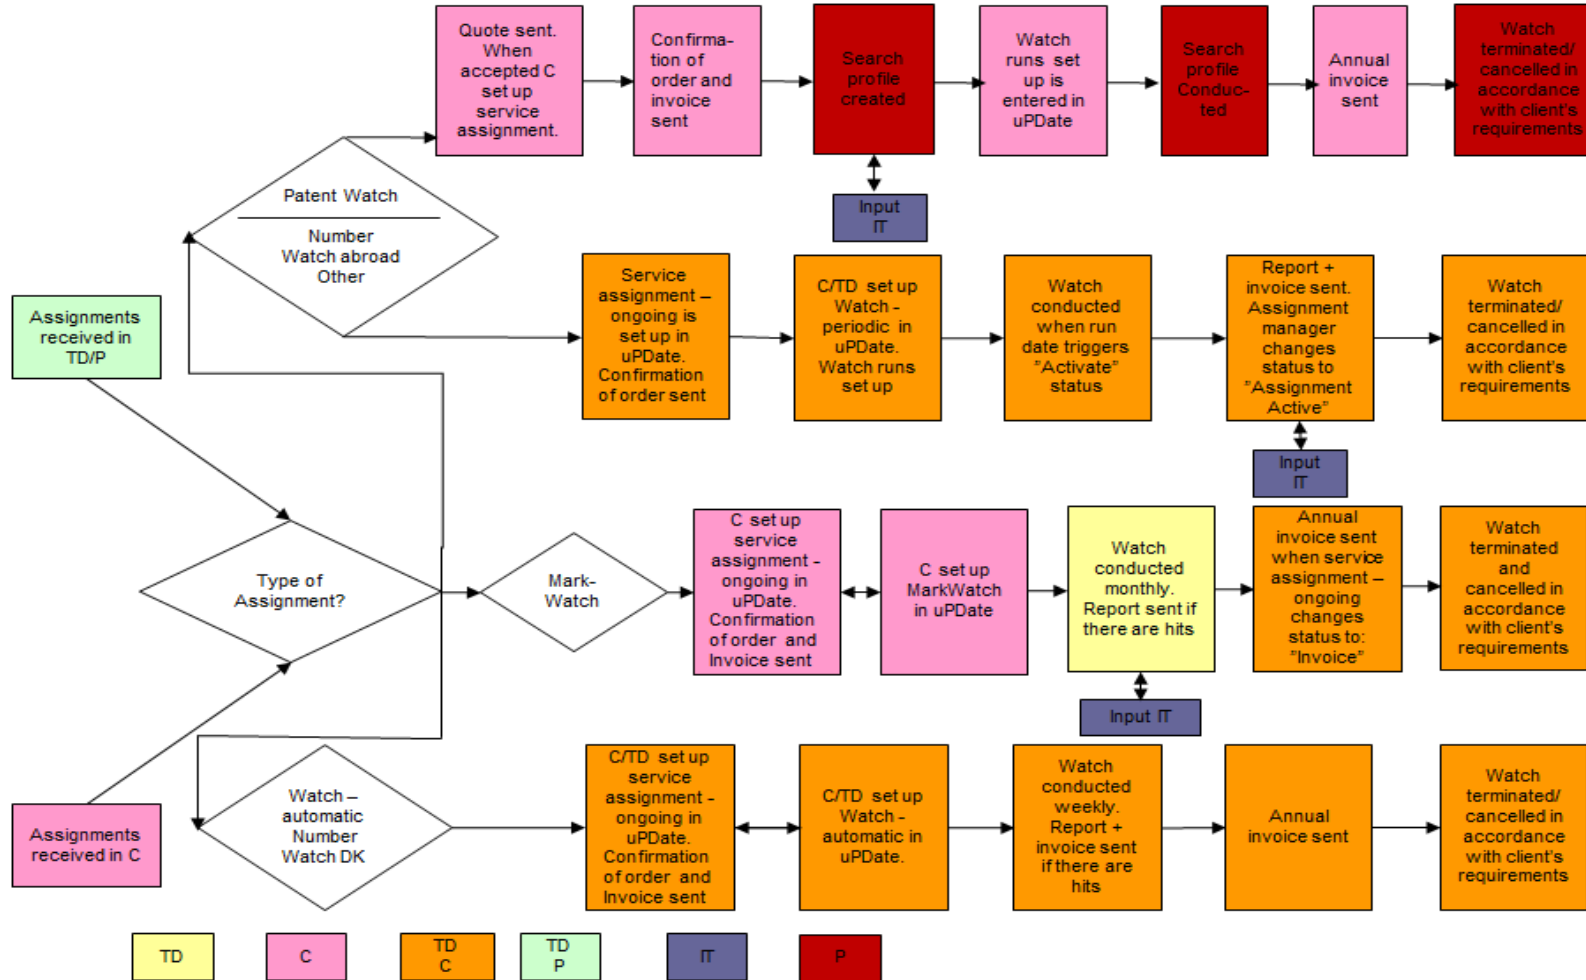 Quote sent.
When
accepted C
set up
service
assignment.
Confirma-
tion of
order and
invoice
sent
Search
profile
created
Watch
runs set
up is
entered in
uPDate
Search
profile
Conduc-
ted
Annual
invoice
sent
Watch
terminated/
cancelled in
accordance
with client's
requirements
Input
IT
Patent Watch
Number
Watch abroad
Other
Service
assignment –
ongoing is
set up in
uPDate.
Confirmation
of order sent
C/TD set up
Watch -
periodic in
uPDate.
Watch runs
set up
Watch
conducted
when run
date triggers
"Activate"
status
Report +
invoice sent.
Assignment
manager
changes
status to
"Assignment
Active"
Watch
terminated/
cancelled in
accordance
with client's
requirements
Input
IT
Assignments
received in
TD/P
Type of
Assignment?
Mark-
Watch
C set up
service
assignment -
ongoing in
uPDate.
Confirmation
of order and
Invoice sent
C set up
MarkWatch
in uPDate
Watch
conducted
monthly.
Report sent if
there are hits
Annual
invoice sent
when service
assignment –
ongoing
changes
status to:
"Invoice"
Watch
terminated
and
cancelled in
accordance
with client's
requirements
Input IT
Assignments
received in C
Watch –
automatic
Number
Watch DK
C/TD set up
service
assignment -
ongoing in
uPDate.
Confirmation
of order and
Invoice sent
C/TD set up
Watch -
automatic in
uPDate.
Watch
conducted
weekly.
Report +
invoice sent
if there are
hits
Annual
invoice sent
Watch
terminated/
cancelled in
accordance
with client's
requirements
TD
C
TD
C
TD
P
IT
P